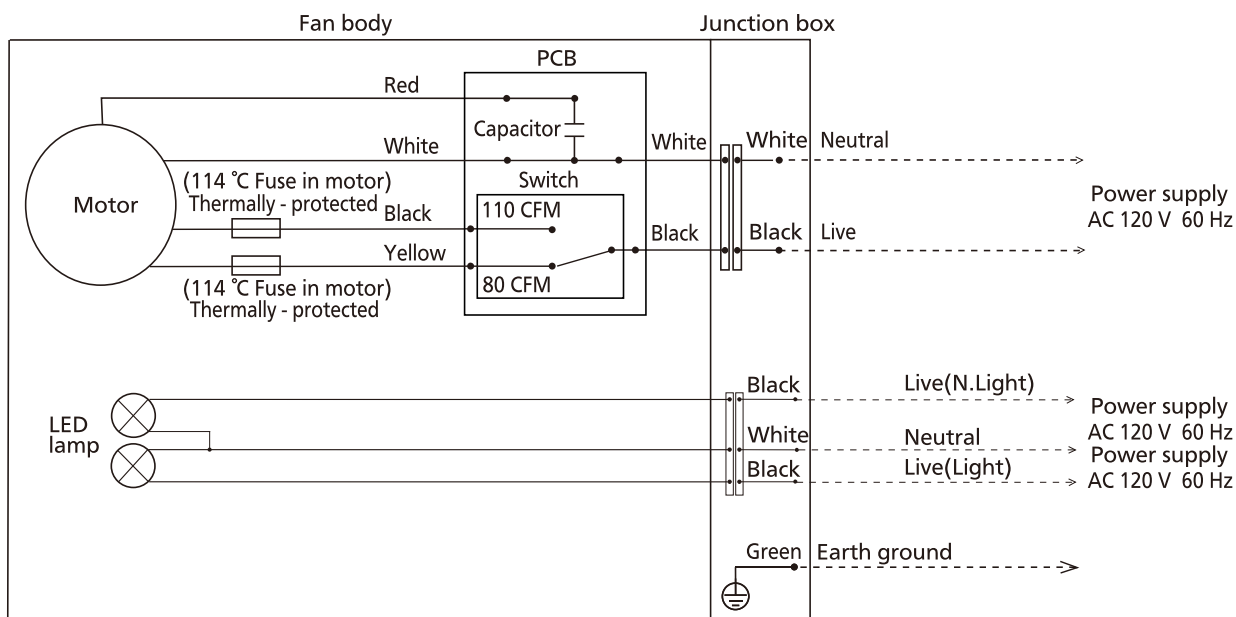 Fan body
Junction box
PCB
Red
Capacitor
White
White
White
Neutral
(114 ℃ Fuse in motor)
Thermally - protected
Switch
Motor
Black
110 CFM
Power supply
AC 120 V 60 Hz
Black
Black
Live
Yellow
80 CFM
(114 ℃ Fuse in motor)
Thermally - protected
LED
lamp
Black
Live(N.Light)
Power supply
AC 120 V 60 Hz
White
Neutral
Power supply
AC 120 V 60 Hz
Black
Live(Light)
Green
Earth ground